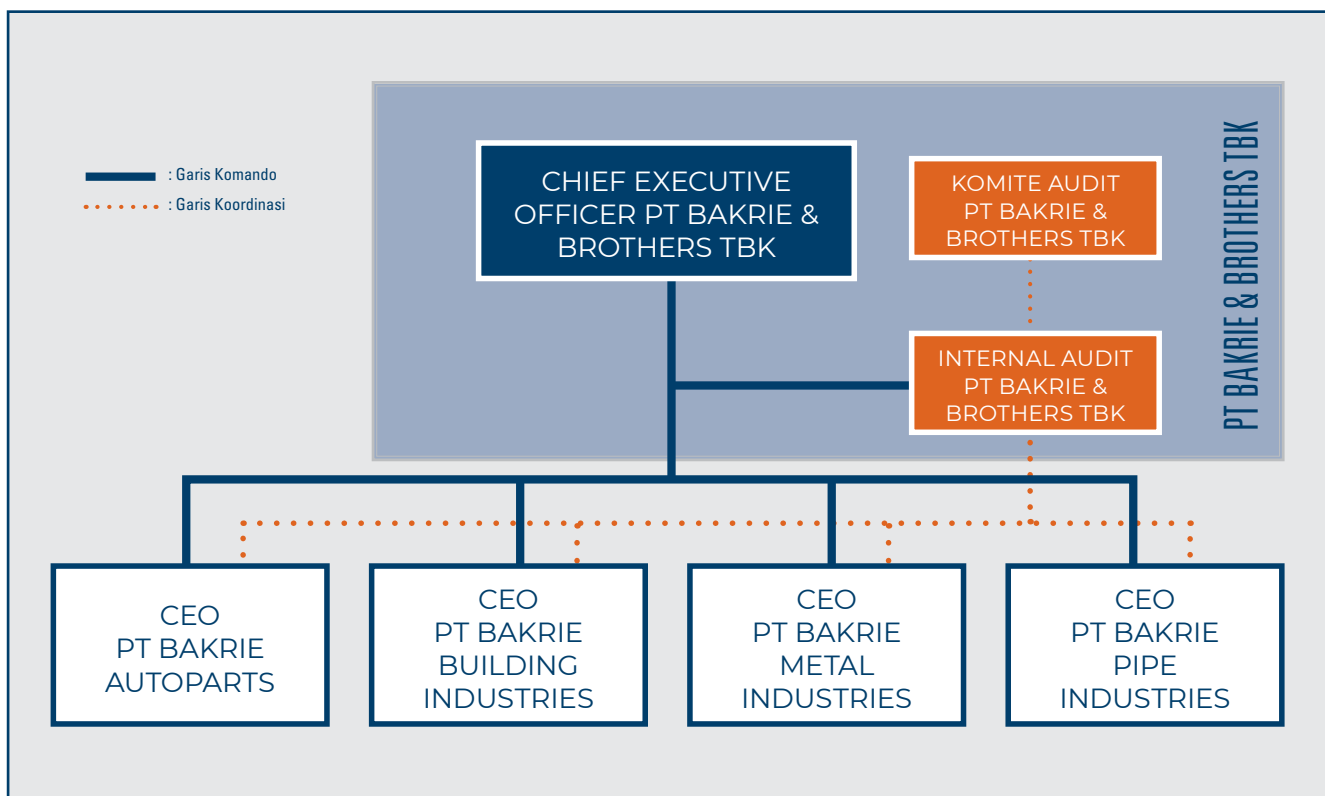 : Garis Komando
: Garis Koordinasi
CHIEF EXECUTIVE
OFFICER PT BAKRIE &
BROTHERS TBK
KOMITE AUDIT
PT BAKRIE &
BROTHERS TBK
PT BAKRIE & BROTHERS TBK
INTERNAL AUDIT
PT BAKRIE &
BROTHERS TBK
CEO
PT BAKRIE
AUTOPARTS
CEO
PT BAKRIE
BUILDING
INDUSTRIES
CEO
PT BAKRIE
METAL
INDUSTRIES
CEO
PT BAKRIE
PIPE
INDUSTRIES